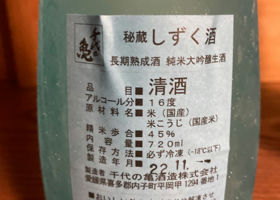 千代の亀
秘蔵しずく酒
長期熟成酒 純米大吟醸生酒
品目 ■ 清酒
アルコール分 ■ 16度
原材料名 ■ 米(国産)
米こうじ(国産米)
精米歩合 ■ 45%
内容量 ■ 720ml
保存方法 ■ 必ず冷凍(-18℃以下)
製造年月 ■ 22.11.
製造者 千代の亀酒造株式会社
愛媛県喜多郡内子町平岡甲1294番地1